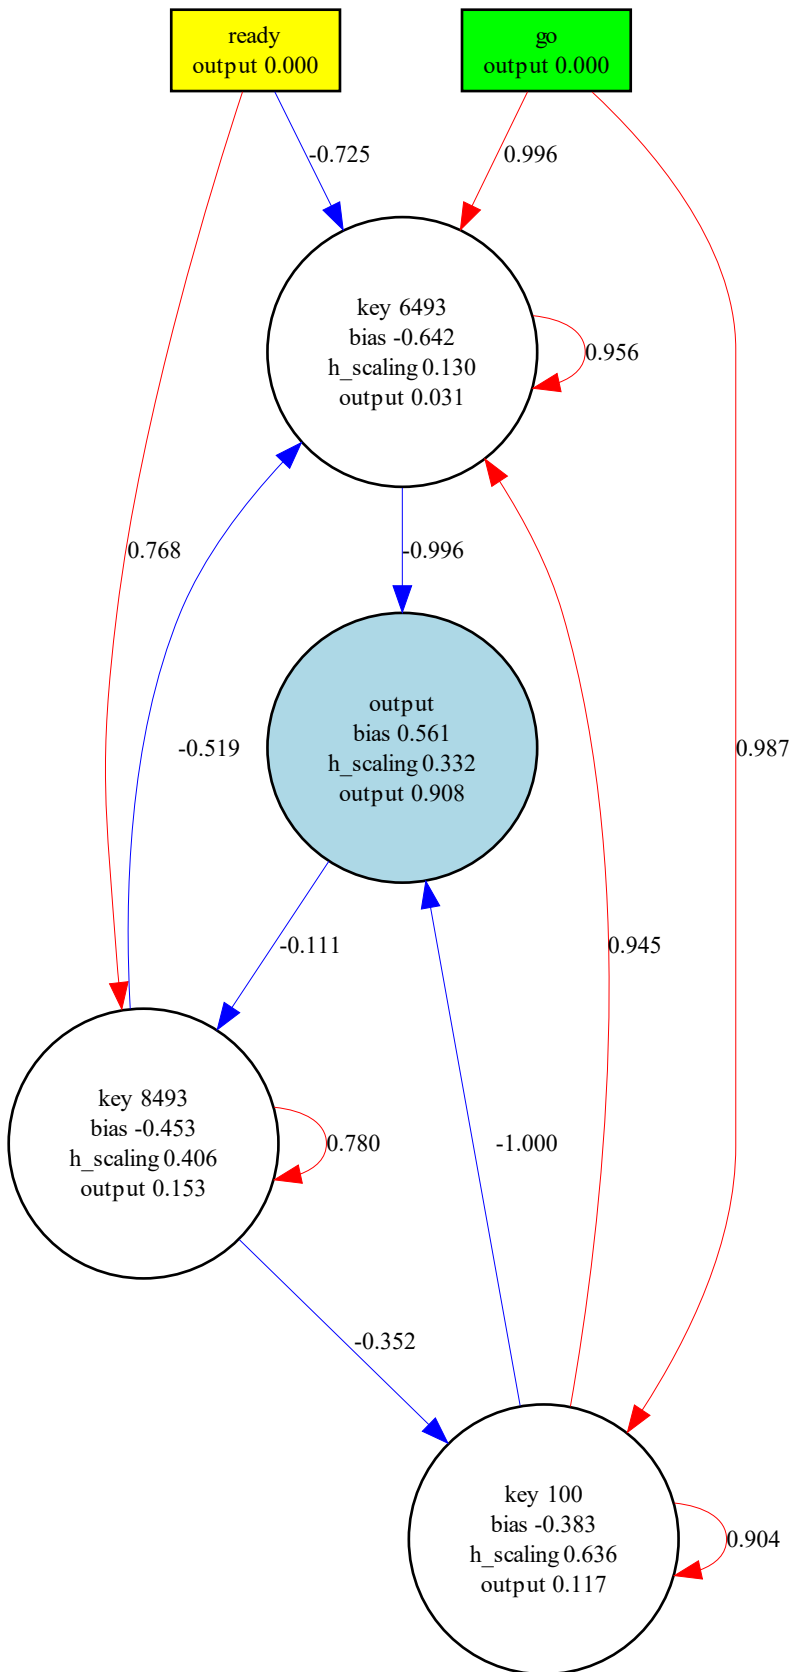 ready
output 0.000
go
output 0.000
-0.725
0.996
key 6493
bias -0.642
h_scaling 0.130
output 0.031
0.956
0.768
-0.996
output
bias 0.561
h_scaling 0.332
output 0.908
-0.519
0.987
-0.111
0.945
key 8493
bias -0.453
h_scaling 0.406
output 0.153
0.780
-1.000
-0.352
key 100
bias -0.383
h_scaling 0.636
output 0.117
0.904